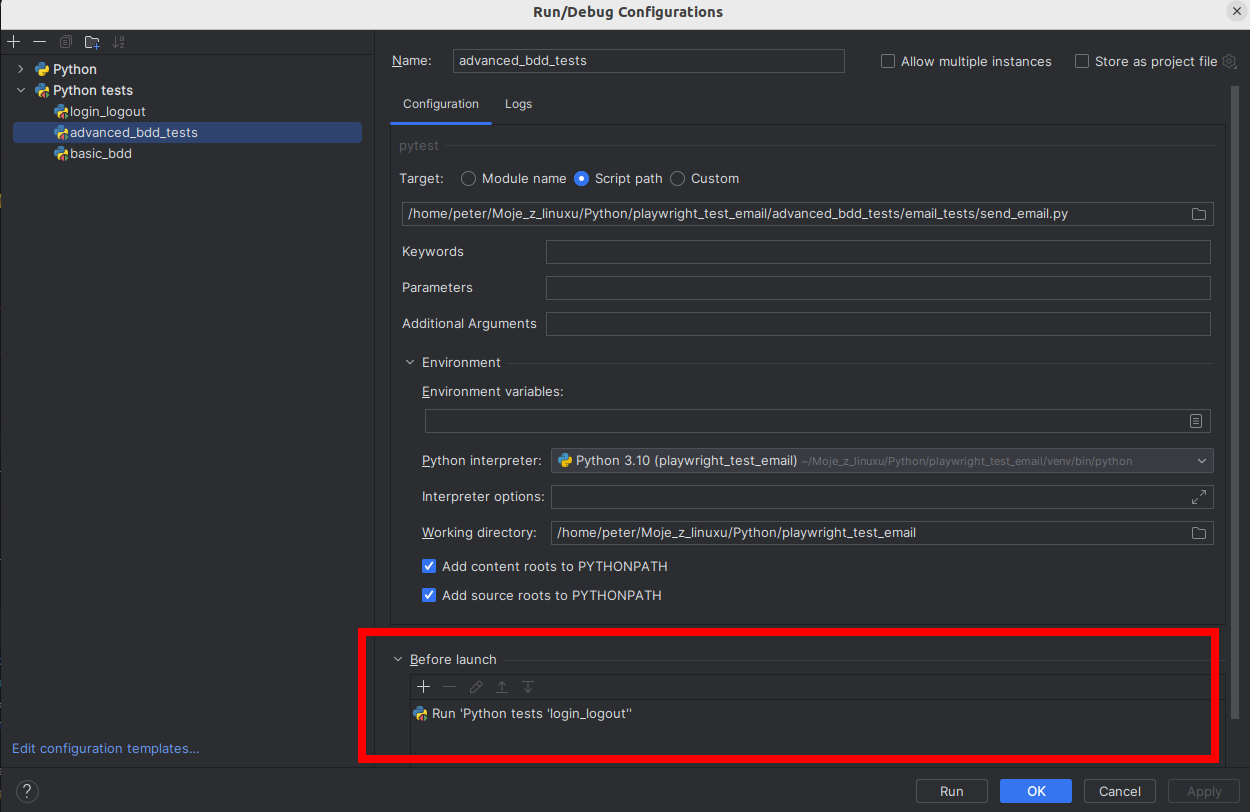 Run/Debug Configurations
Python
Python tests
login_logout
advanced_bdd_tests
basic_bdd
Edit configuration templates...
?
Name: advanced_bdd_tests Allow multiple instances Store as project file
Configuration Logs
pytest
Target: Module name Script path Custom
/home/peter/Moje_z_linuxu/Python/playwright_test_email/advanced_bdd_tests/email_tests/send_email.py
Keywords
Parameters
Additional Arguments
Environment
Environment variables:
Python interpreter: Python 3.10 (playwright_test_email) ~/Moje_z_linuxu/Python/playwright_test_email/venv/bin/python
Interpreter options:
Working directory: /home/peter/Moje_z_linuxu/Python/playwright_test_email
Add content roots to PYTHONPATH
Add source roots to PYTHONPATH
Before launch
Run 'Python tests 'login_logout''
Run OK Cancel Apply